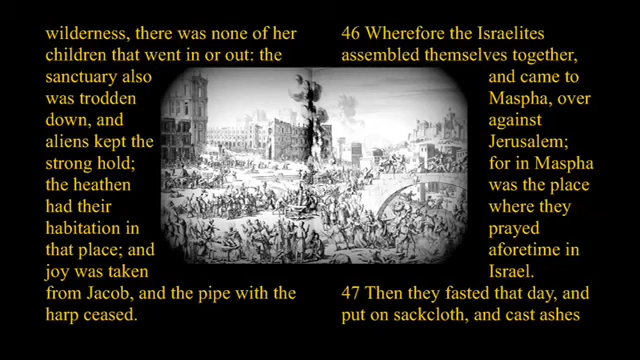 wilderness, there was none of her
children that went in or out: the
sanctuary also
was trodden
down, and
aliens kept the
strong hold;
the heathen
had their
habitation in
that place; and
joy was taken
from Jacob, and the pipe with the
harp ceased.
46 Wherefore the Israelites
assembled themselves together,
and came to
Maspha, over
against
Jerusalem;
for in Maspha
was the place
where they
prayed
aforetime in
Israel.
47 Then they fasted that day, and
put on sackcloth, and cast ashes